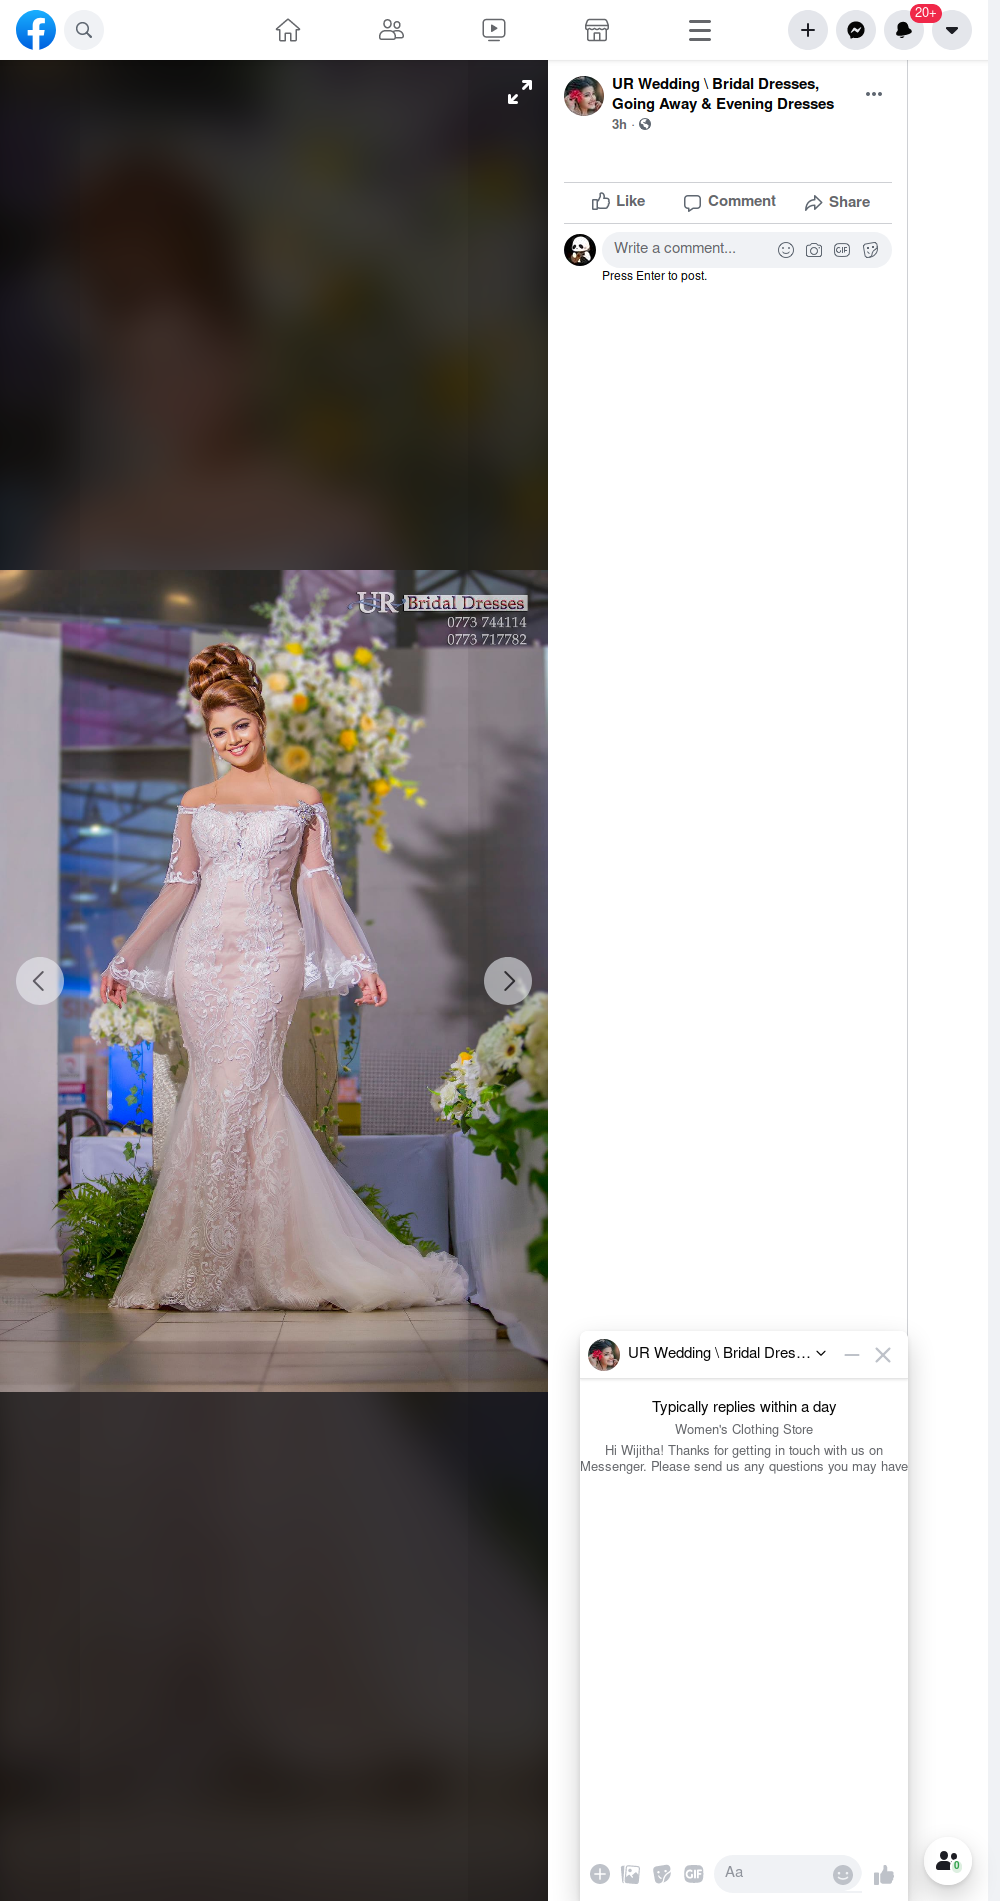 20+
UR Bridal Dresses
0773 744114
0773 717782
UR Wedding \ Bridal Dresses,
Going Away & Evening Dresses
3h ·
Like
Comment
Share
Write a comment...
GIF
Press Enter to post.
UR Wedding \ Bridal Dres...
Typically replies within a day
Women's Clothing Store
Hi Wijitha! Thanks for getting in touch with us on
Messenger. Please send us any questions you may have
GIF
Aa
0